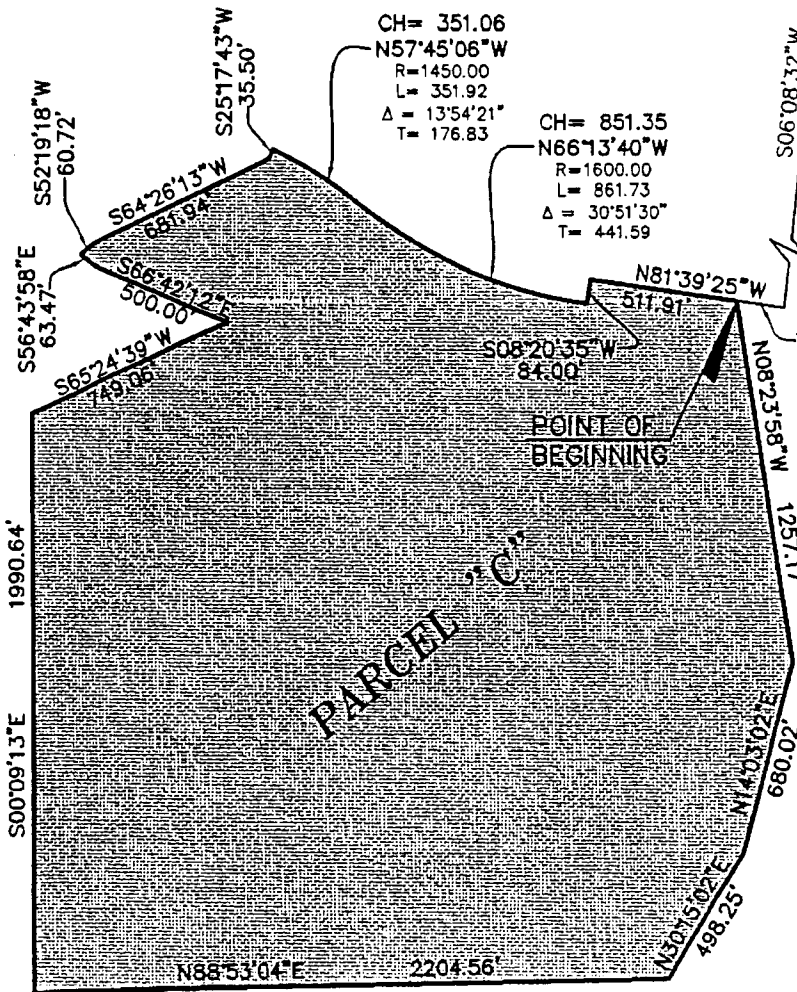 CH= 351.06
N57°45'06"W
R=1450.00
L= 351.92
Δ = 13°54'21"
T= 176.83
S06°08'32"W
S25°17'43"W
35.50'
CH= 851.35
N66°13'40"W
R=1600.00
L= 861.73
Δ = 30°51'30"
T= 441.59
S52°19'18"W
60.72'
S64°26'13"W
681.94'
S56°43'58"E
63.47'
S66°42'12"E
500.00'
N81°39'25"W
511.91'
S65°24'39"W
749.06'
S08°20'35"W
84.00'
POINT OF
BEGINNING
N08°23'58"W 1257.17
1990.64'
PARCEL "C"
S00°09'13"E
N14°03'02"E
680.02'
N30°15'02"E
498.25'
N88°53'04"E 2204.56'